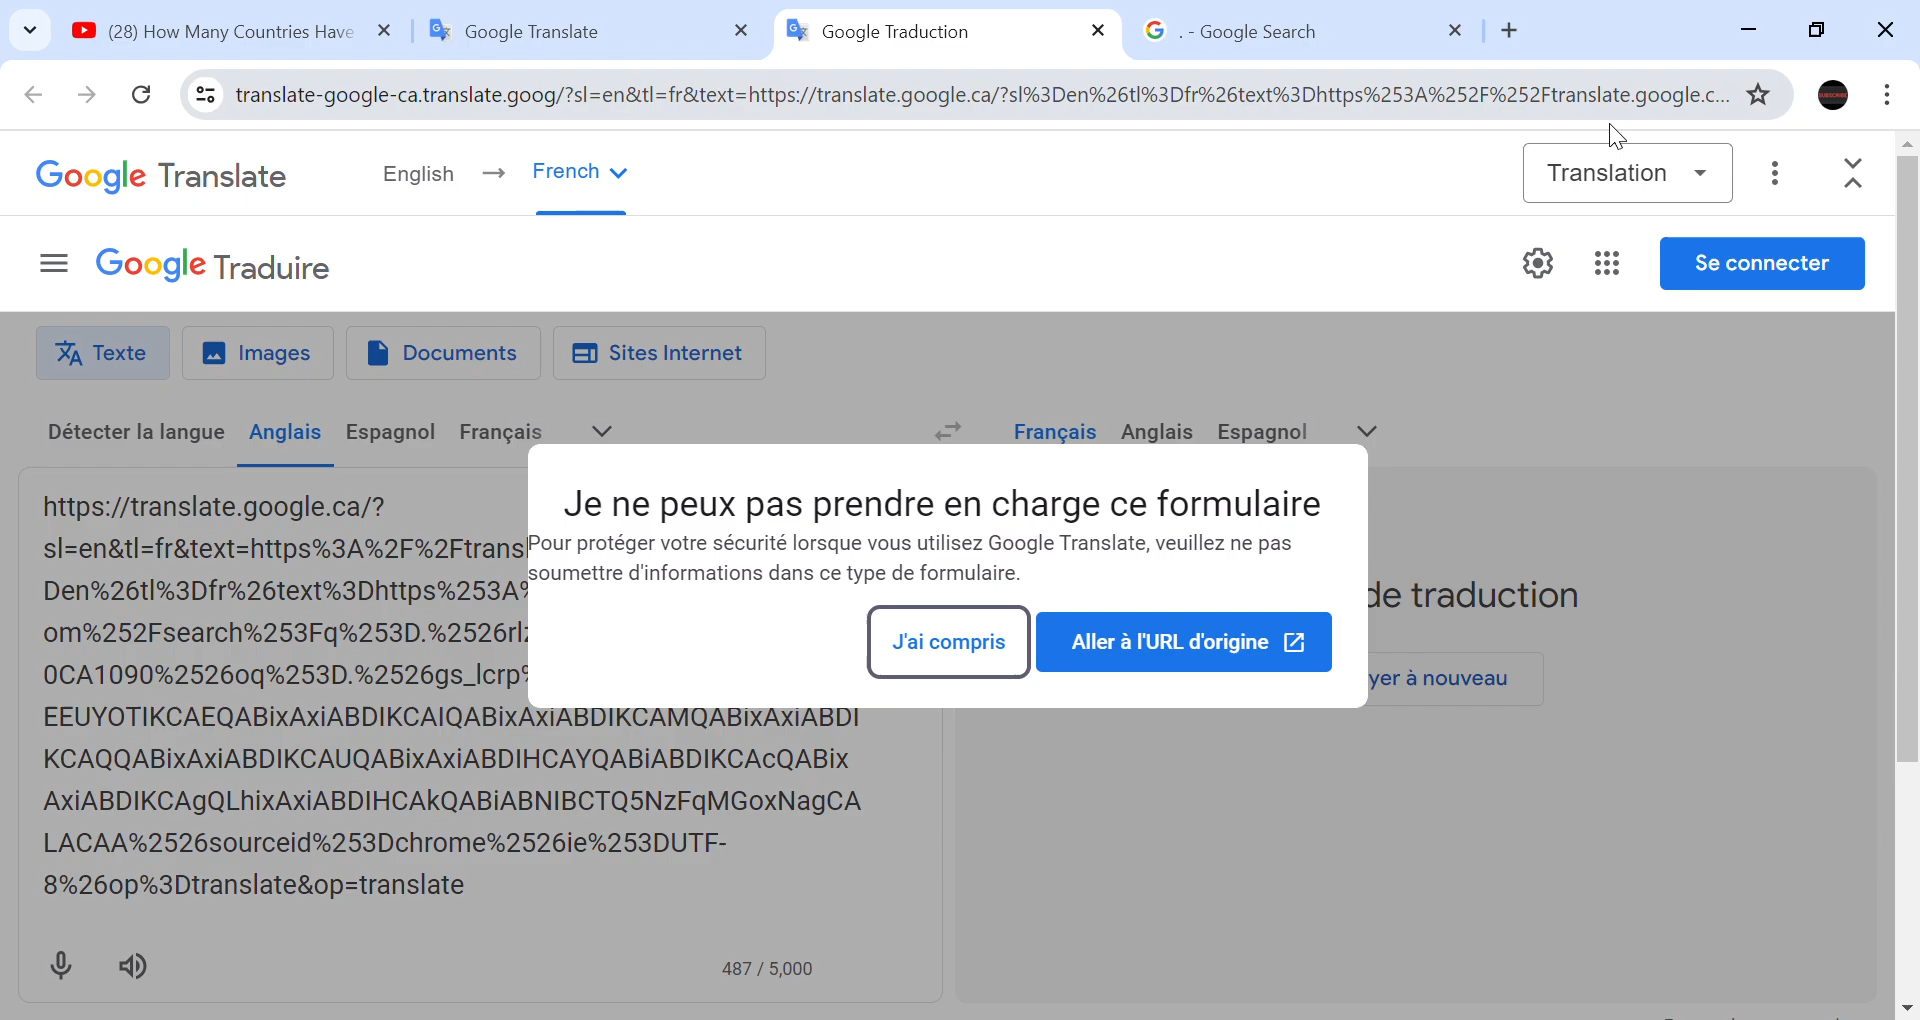 (28) How Many Countries Have
Google Translate
Google Traduction
. - Google Search
translate-google-ca.translate.goog/?sl=en&tl=fr&text=https://translate.google.ca/?sl%3Den%26tl%3Dfr%26text%3Dhttps%253A%252F%252Ftranslate.google.c...
Google Translate
English → French
Translation
Google Traduire
Se connecter
Texte
Images
Documents
Sites Internet
Détecter la langue
Anglais
Espagnol
Français
Français
Anglais
Espagnol
https://translate.google.ca/?
sl=en&tl=fr&text=https%3A%2F%2Ftransl
Den%26tl%3Dfr%26text%3Dhttps%253A%
om%252Fsearch%253Fq%253D.%2526rlz
0CA1090%2526oq%253D.%2526gs_lcrp%
EEUYOTIKCAEQABixAxiABDIKCAIQABixAxiABDIKCAMQABixAxiABDI
KCAQQABixAxiABDIKCAUQABixAxiABDIHCAYQABiABDIKCAcQABix
AxiABDIKCAgQLhixAxiABDIHCAkQABiABNIBCTQ5NzFqMGoxNagCA
LACAA%2526sourceid%253Dchrome%2526ie%253DUTF-
8%26op%3Dtranslate&op=translate
487 / 5,000
Je ne peux pas prendre en charge ce formulaire
Pour protéger votre sécurité lorsque vous utilisez Google Translate, veuillez ne pas
soumettre d'informations dans ce type de formulaire.
J'ai compris
Aller à l'URL d'origine
de traduction
yer à nouveau